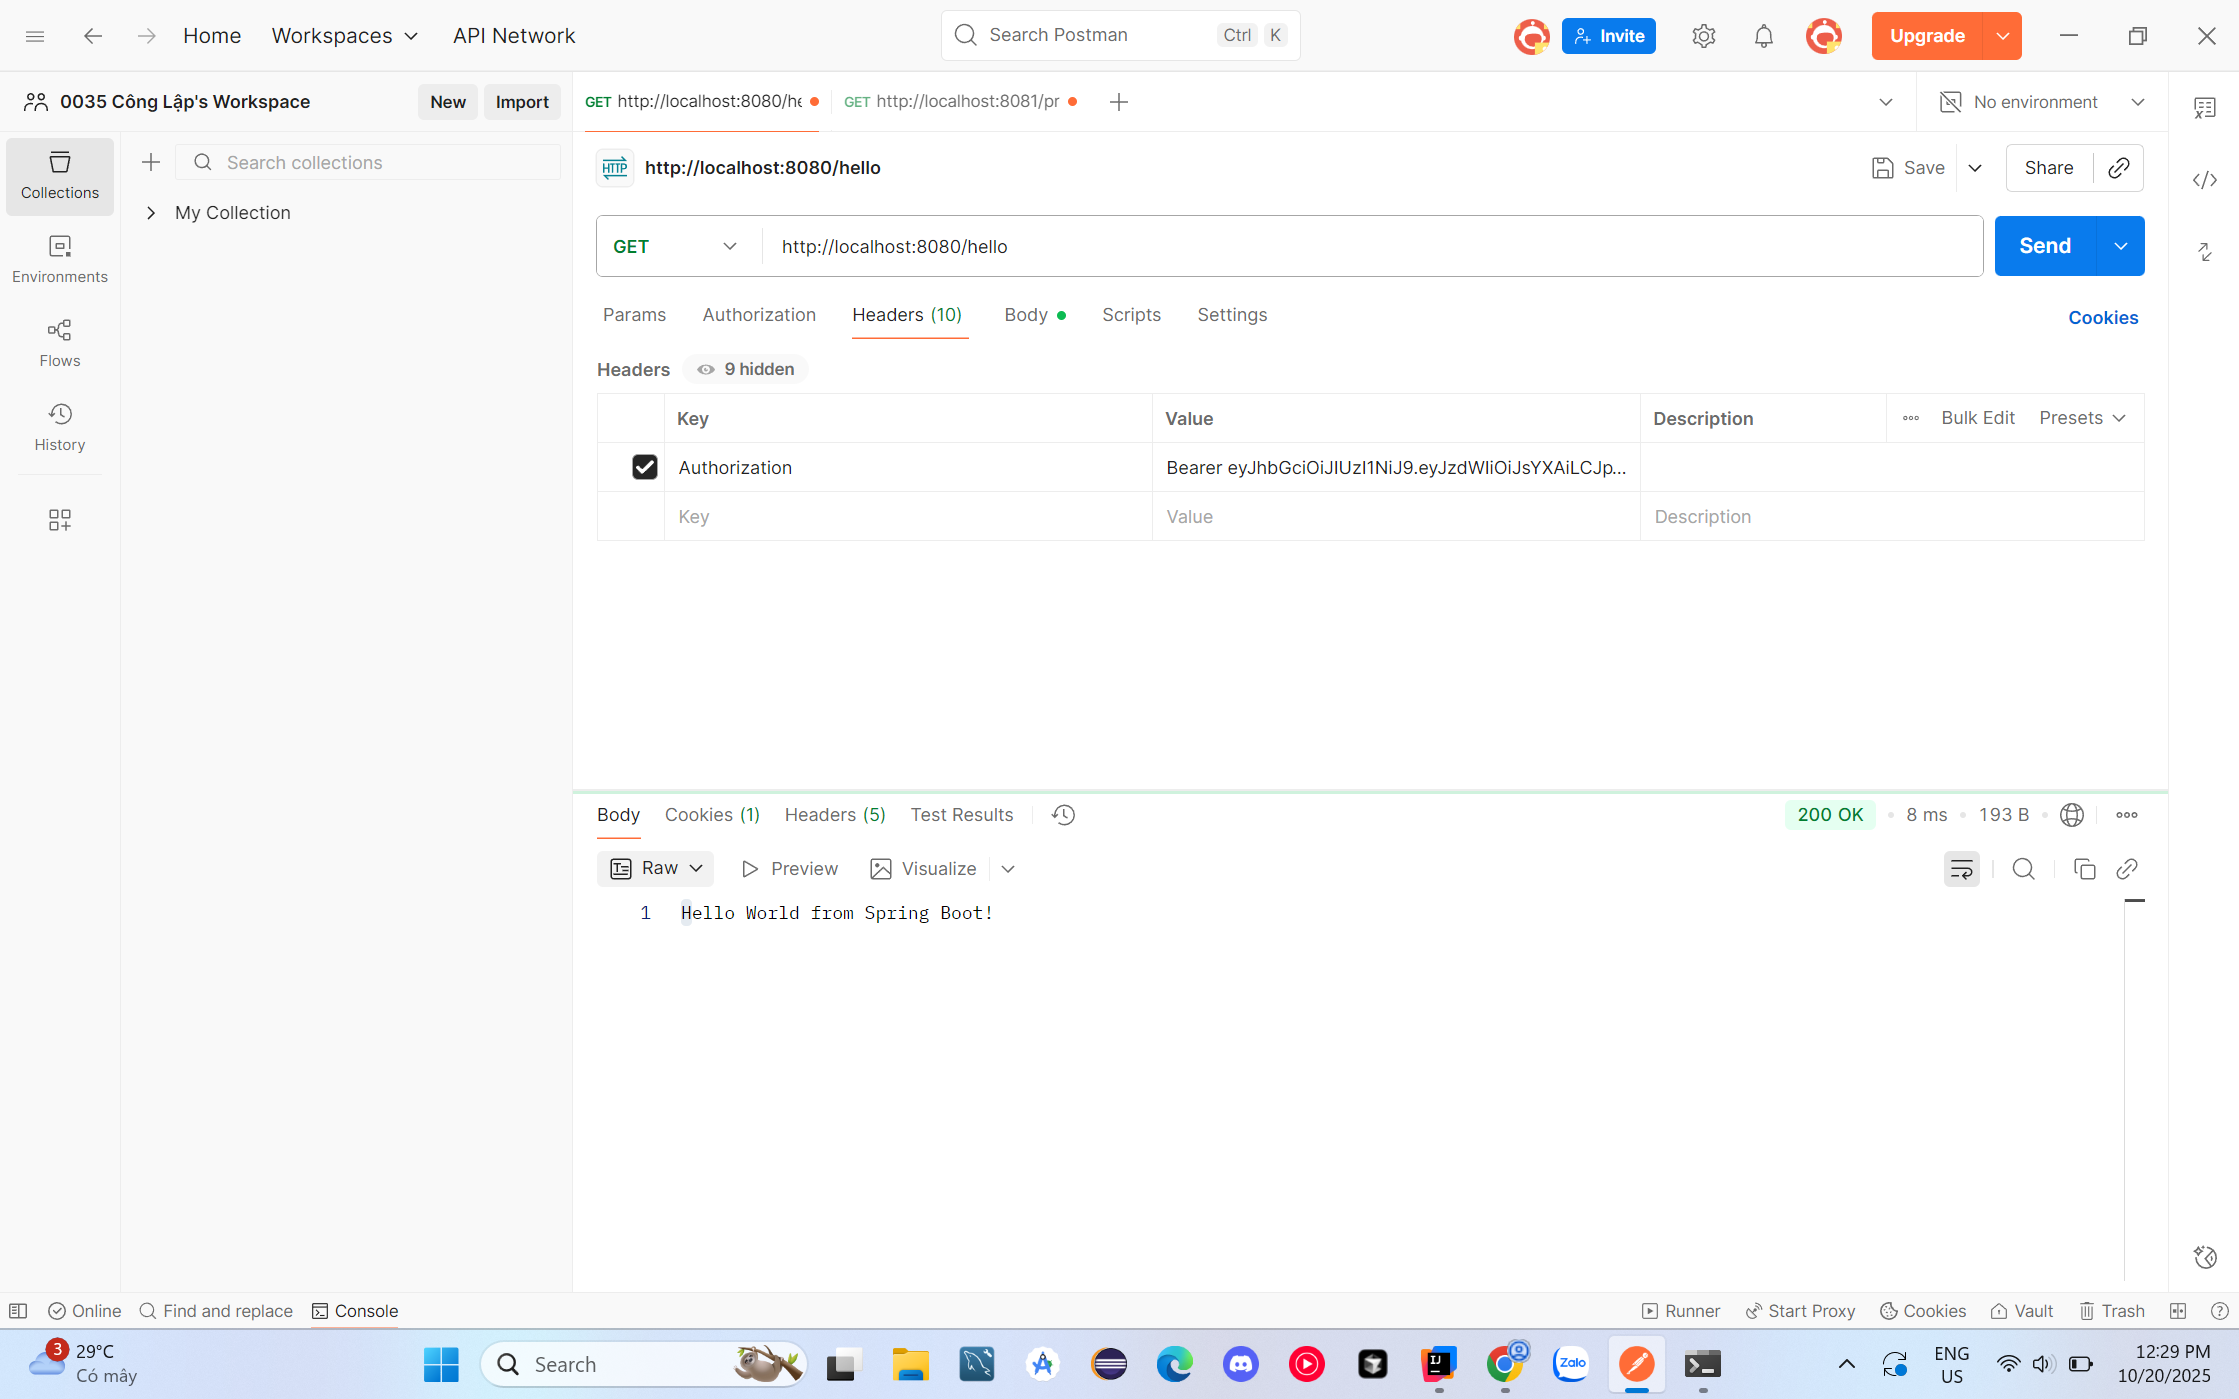 Home Workspaces API Network Search Postman Ctrl K Invite Upgrade
0035 Công Lập's Workspace New Import GET http://localhost:8080/he GET http://localhost:8081/pr No environment
Collections
Search collections
My Collection
Environments
Flows
History
HTTP http://localhost:8080/hello Save Share
GET http://localhost:8080/hello Send
Params Authorization Headers (10) Body Scripts Settings Cookies
Headers 9 hidden
Key Value Description Bulk Edit Presets
Authorization Bearer eyJhbGciOiJIUzI1NiJ9.eyJzdWIiOiJsYXAiLCJp...
Key Value Description
Body Cookies (1) Headers (5) Test Results 200 OK 8 ms 193 B
Raw Preview Visualize
1 Hello World from Spring Boot!
Online Find and replace Console Runner Start Proxy Cookies Vault Trash
3 29°C
Có mây
Search
IJ
Zalo
ENG
US
12:29 PM
10/20/2025